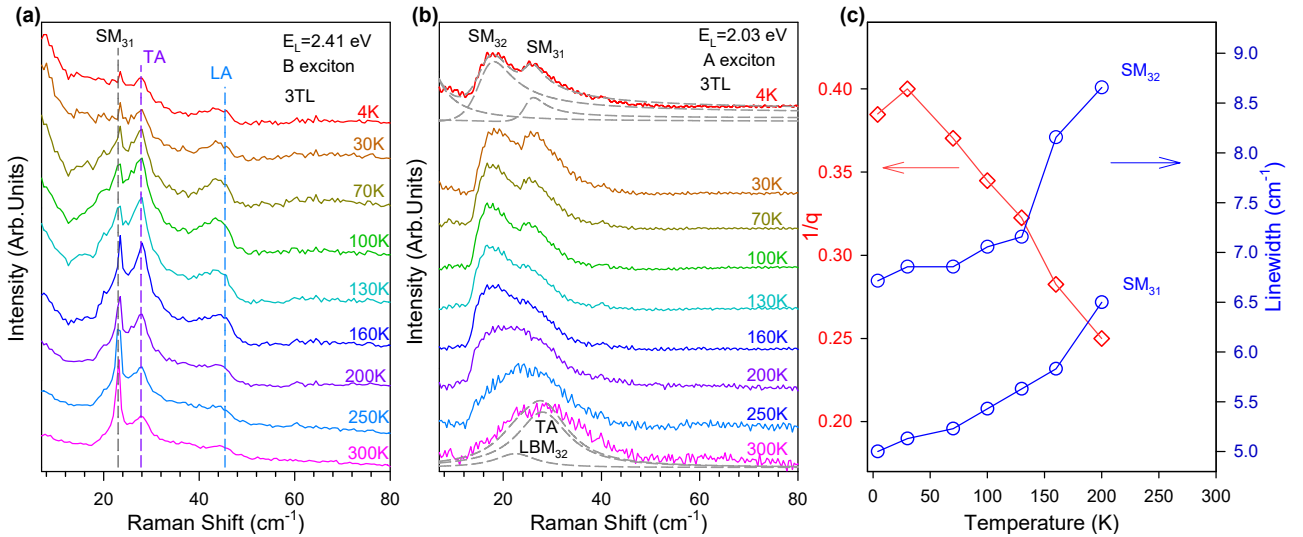 (a)
SM31
TA
LA
EL=2.41 eV
B exciton
3TL
4K
30K
70K
100K
130K
160K
200K
250K
300K
Intensity (Arb.Units)
20 40 60 80
Raman Shift (cm-1)
(b)
SM32
SM31
EL=2.03 eV
A exciton
3TL
4K
30K
70K
100K
130K
160K
200K
250K
300K
TA
LBM32
Intensity (Arb.Units)
20 40 60 80
Raman Shift (cm-1)
(c)
0.40
0.35
0.30
0.25
0.20
1/q
SM32
SM31
9.0
8.5
8.0
7.5
7.0
6.5
6.0
5.5
5.0
Linewidth (cm-1)
0 50 100 150 200 250 300
Temperature (K)